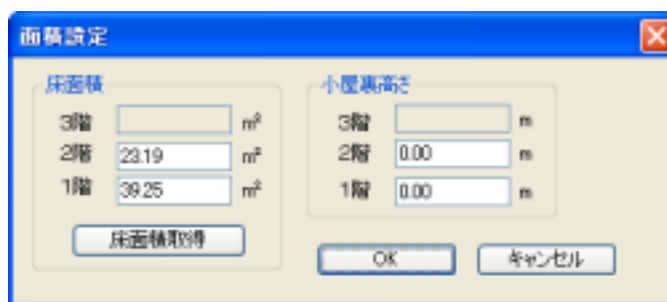 面積設定
床面積
3階 m²
2階 23.19 m²
1階 39.25 m²
床面積取得
小屋裏高さ
3階 m
2階 0.00 m
1階 0.00 m
OK キャンセル